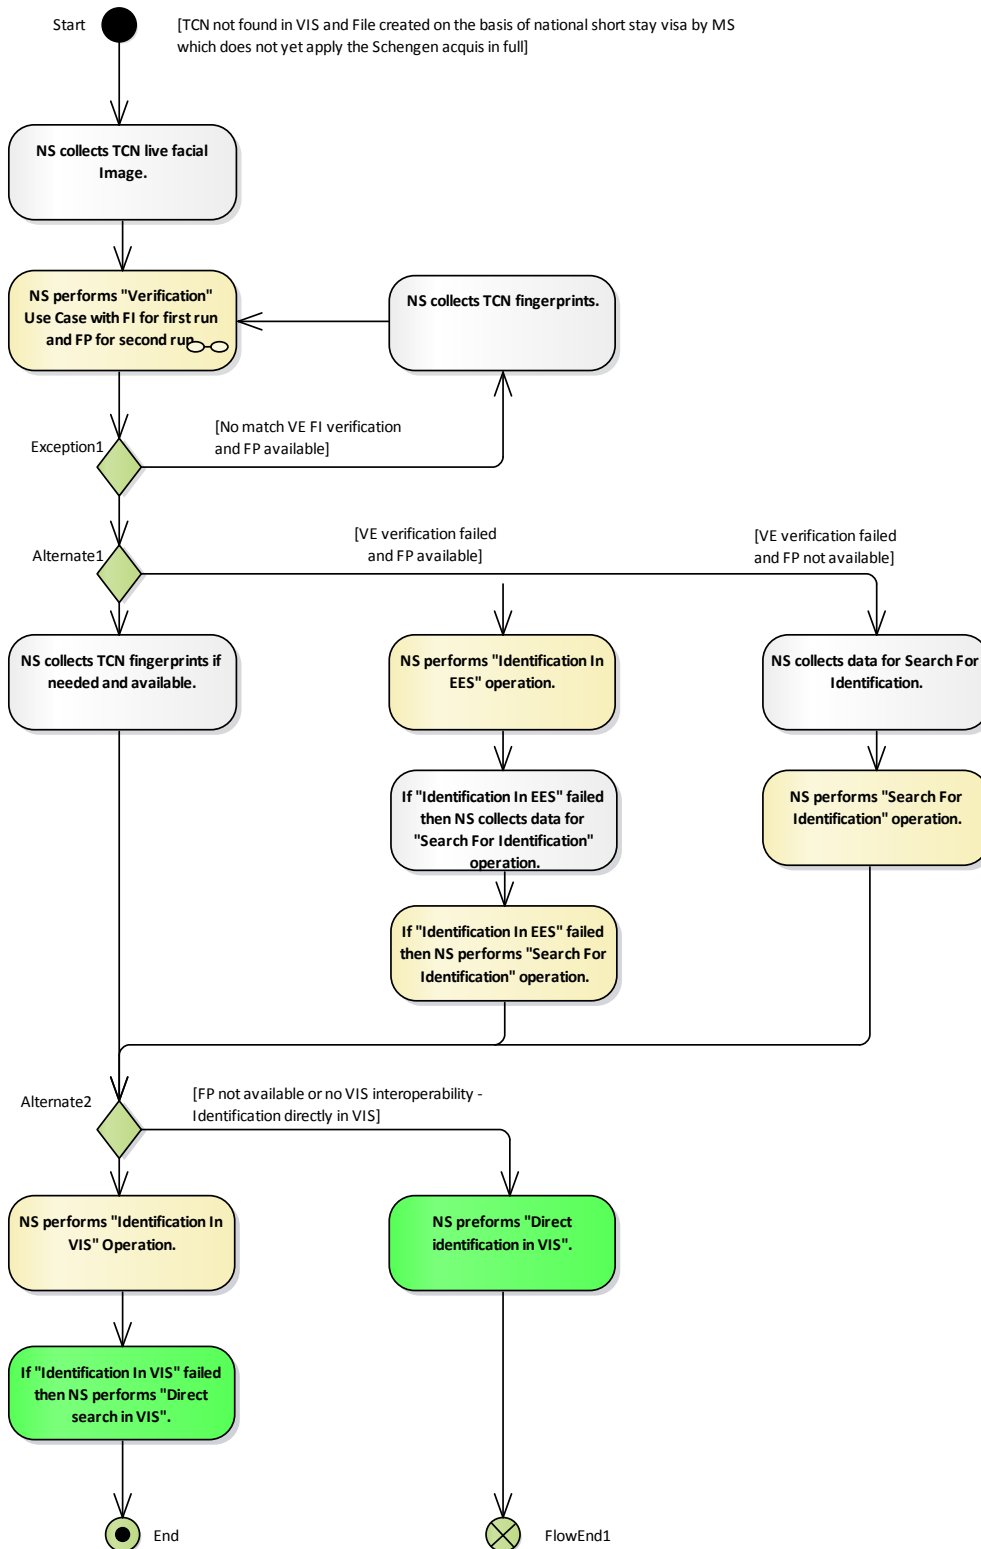 Start
[TCN not found in VIS and File created on the basis of national short stay visa by MS
which does not yet apply the Schengen acquis in full]
NS collects TCN live facial
Image.
NS performs "Verification"
Use Case with FI for first run
and FP for second run
NS collects TCN fingerprints.
[No match VE FI verification
and FP available]
Exception1
[VE verification failed
and FP available]
[VE verification failed
and FP not available]
Alternate1
NS collects TCN fingerprints if
needed and available.
NS performs "Identification In
EES" operation.
NS collects data for Search For
Identification.
If "Identification In EES" failed
then NS collects data for
"Search For Identification"
operation.
NS performs "Search For
Identification" operation.
If "Identification In EES" failed
then NS performs "Search For
Identification" operation.
Alternate2
[FP not available or no VIS interoperability -
Identification directly in VIS]
NS performs "Identification In
VIS" Operation.
NS preforms "Direct
identification in VIS".
If "Identification In VIS" failed
then NS performs "Direct
search in VIS".
End
FlowEnd1